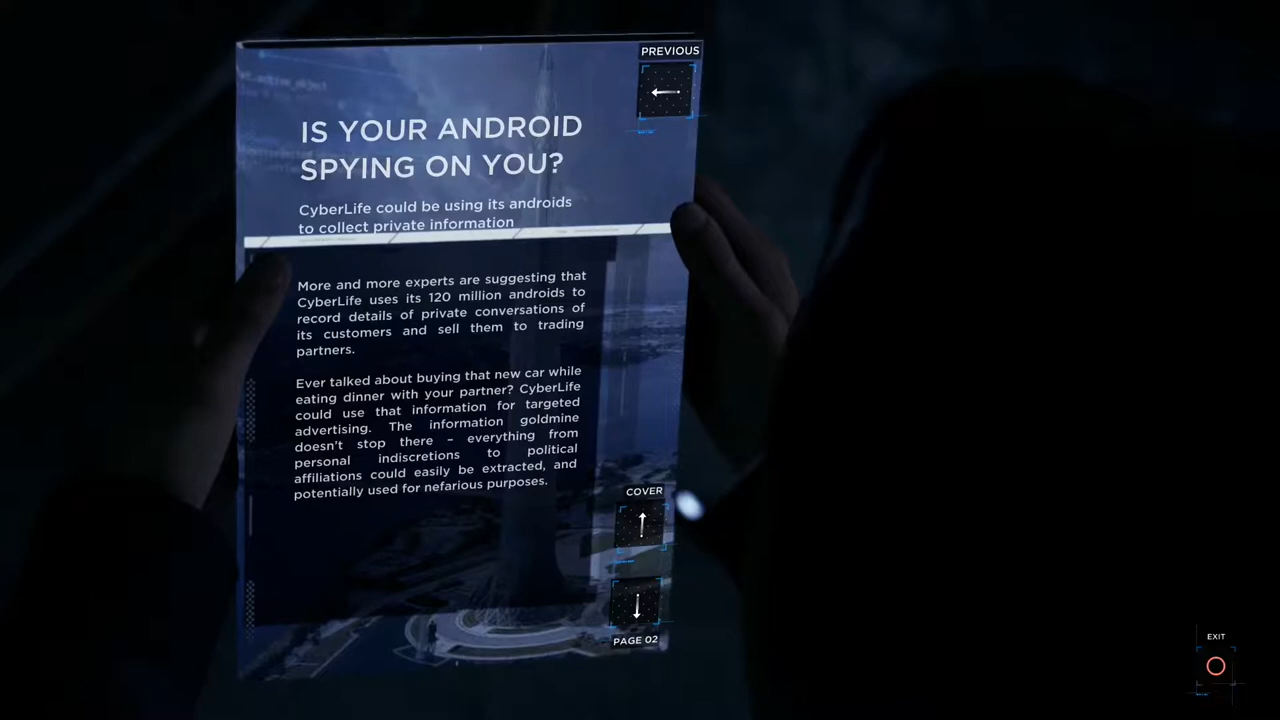 PREVIOUS
IS YOUR ANDROID
SPYING ON YOU?
CyberLife could be using its androids
to collect private information
More and more experts are suggesting that
CyberLife uses its 120 million androids to
record details of private conversations of
its customers and sell them to trading
partners.
Ever talked about buying that new car while
eating dinner with your partner? CyberLife
could use that information for targeted
advertising. The information goldmine
doesn't stop there – everything from
personal indiscretions to political
affiliations could easily be extracted, and
potentially used for nefarious purposes.
COVER
PAGE 02
EXIT